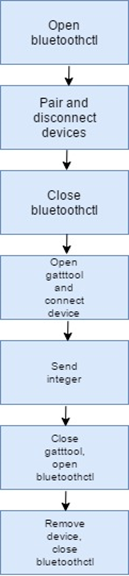 Open
bluetoothctl
Pair and
disconnect
devices
Close
bluetoothctl
Open
gatttool
and
connect
device
Send
integer
Close
gatttool,
open
bluetoothctl
Remove
device,
close
bluetoothctl